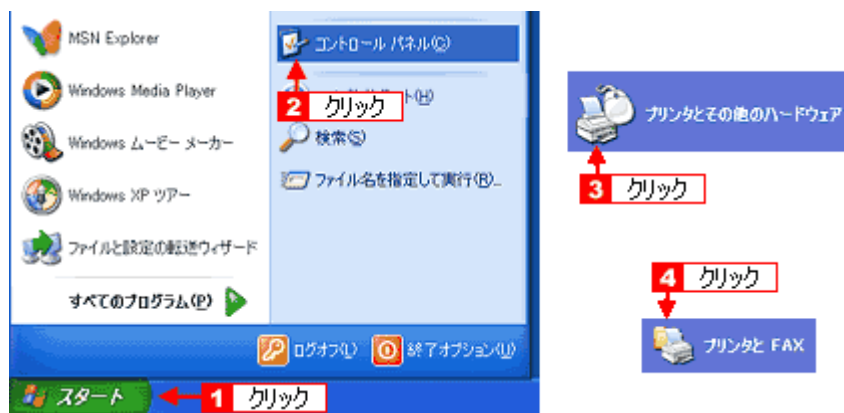 MSN Explorer
Windows Media Player
Windows ムービー メーカー
Windows XP ツアー
ファイルと設定の転送ウィザード
すべてのプログラム(P)
コントロール パネル(C)
2 クリック
ト(H)
検索(S)
ファイル名を指定して実行(R)...
ログオフ(L)
終了オプション(U)
スタート
1 クリック
プリンタとその他のハードウェア
3 クリック
4 クリック
プリンタと FAX